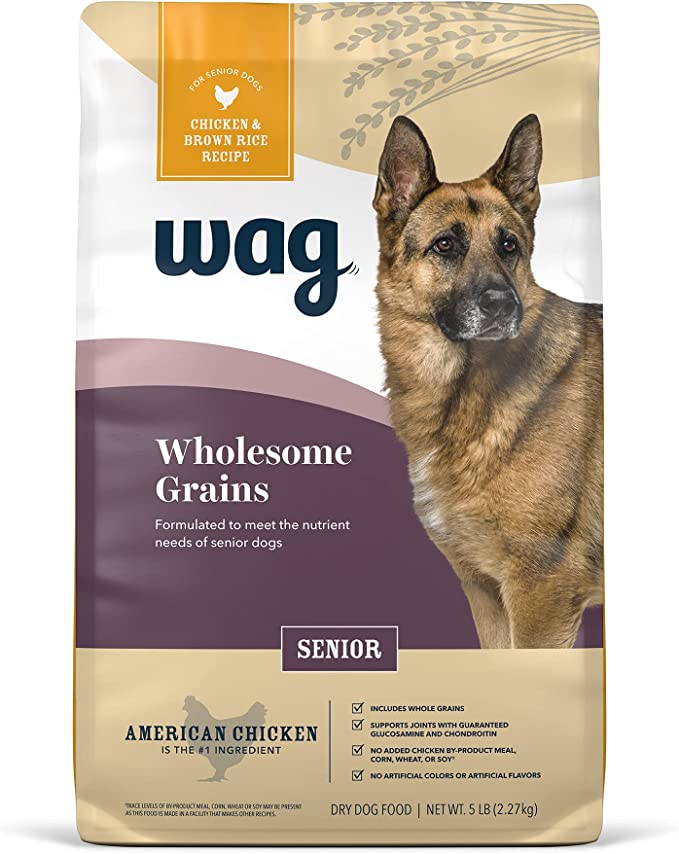 FOR SENIOR DOGS
CHICKEN &
BROWN RICE
RECIPE
wag
Wholesome
Grains
Formulated to meet the nutrient
needs of senior dogs
SENIOR
AMERICAN CHICKEN
IS THE #1 INGREDIENT
INCLUDES WHOLE GRAINS
SUPPORTS JOINTS WITH GUARANTEED
GLUCOSAMINE AND CHONDROITIN
NO ADDED CHICKEN BY-PRODUCT MEAL,
CORN, WHEAT, OR SOY†
NO ARTIFICIAL COLORS OR ARTIFICIAL FLAVORS
†TRACE LEVELS OF BY-PRODUCT MEAL, CORN, WHEAT OR SOY MAY BE PRESENT
AS THIS FOOD IS MADE IN A FACILITY THAT MAKES OTHER RECIPES.
DRY DOG FOOD | NET WT. 5 LB (2.27kg)